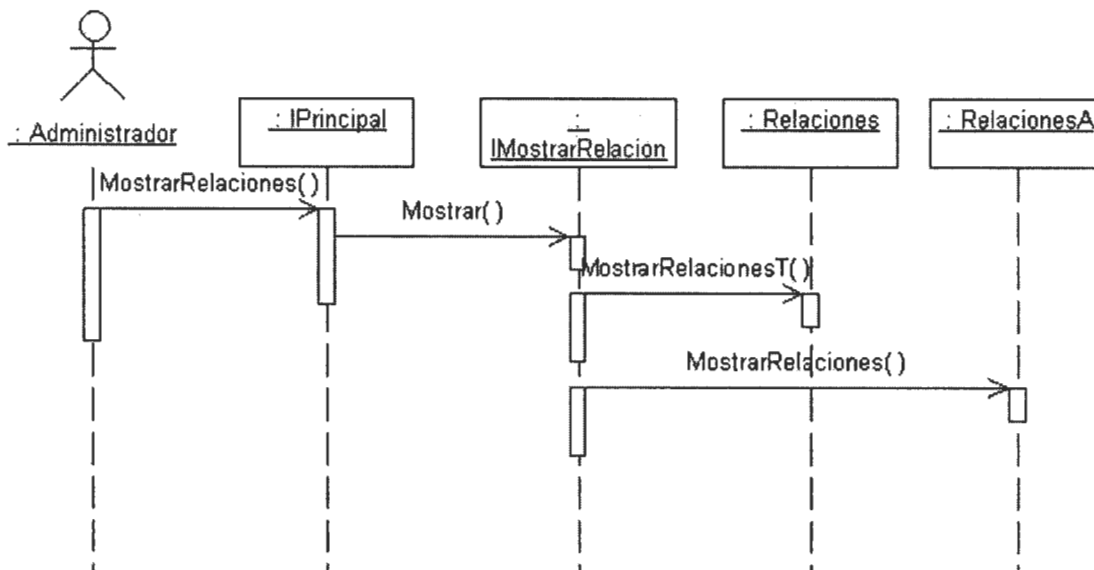 : Administrador
: IPrincipal
:
IMostrarRelacion
: Relaciones
: RelacionesA
MostrarRelaciones( )
Mostrar( )
MostrarRelacionesT( )
MostrarRelaciones( )